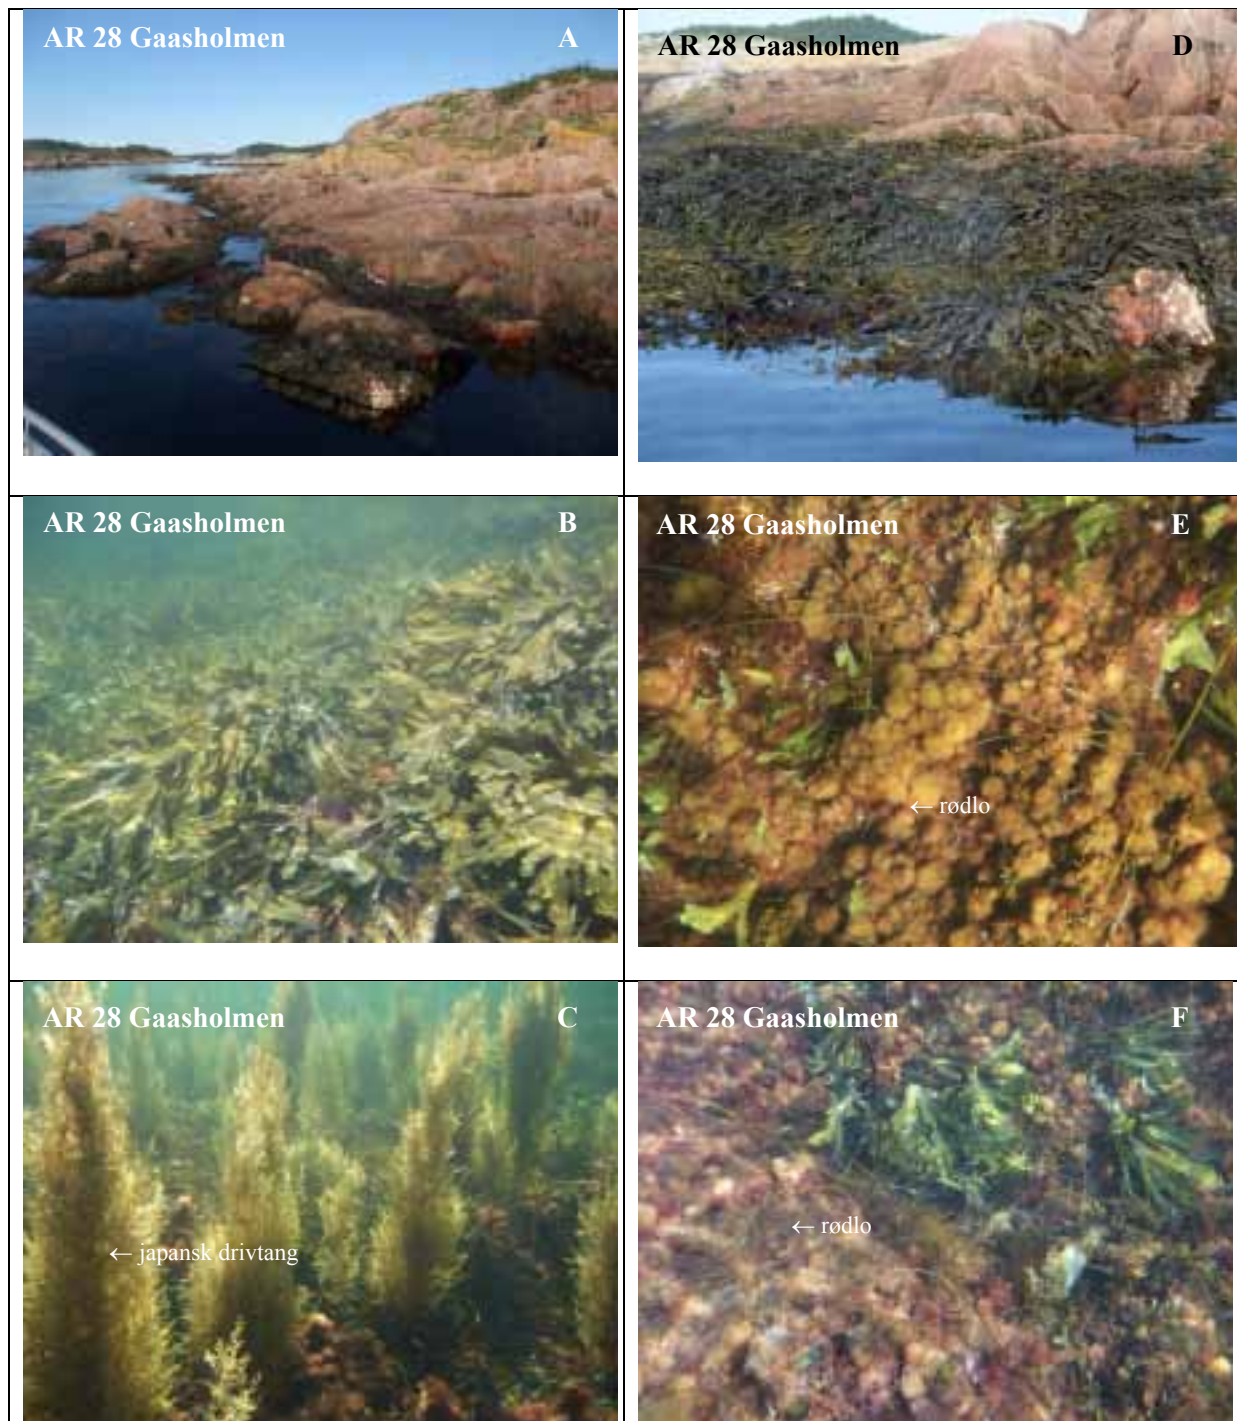 AR 28 Gaasholmen A
AR 28 Gaasholmen D
AR 28 Gaasholmen B
AR 28 Gaasholmen E
← rødlo
AR 28 Gaasholmen C
← japansk drivtang
AR 28 Gaasholmen F
← rødlo